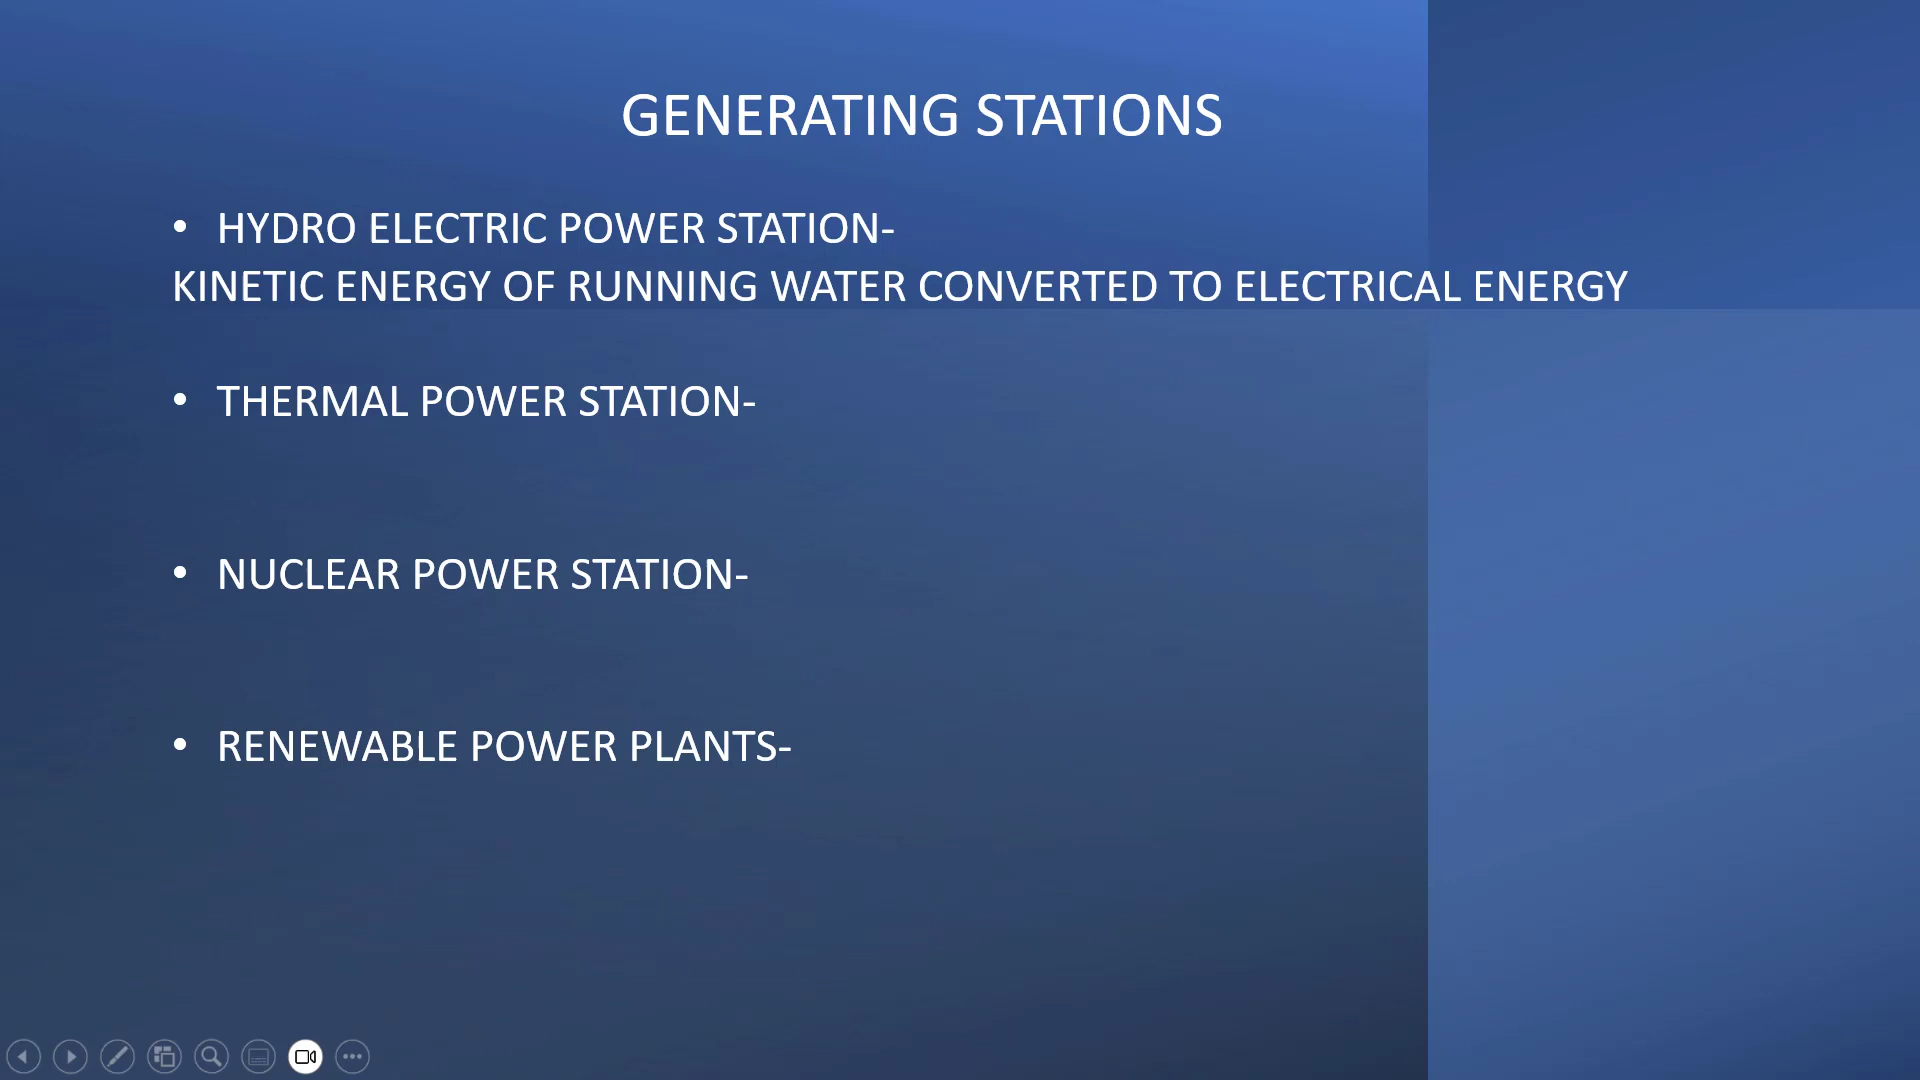 GENERATING STATIONS
• HYDRO ELECTRIC POWER STATION-
KINETIC ENERGY OF RUNNING WATER CONVERTED TO ELECTRICAL ENERGY
• THERMAL POWER STATION-
• NUCLEAR POWER STATION-
• RENEWABLE POWER PLANTS-